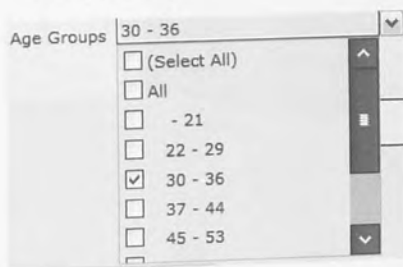 Age Groups 30 - 36
(Select All)
All
- 21
22 - 29
30 - 36
37 - 44
45 - 53